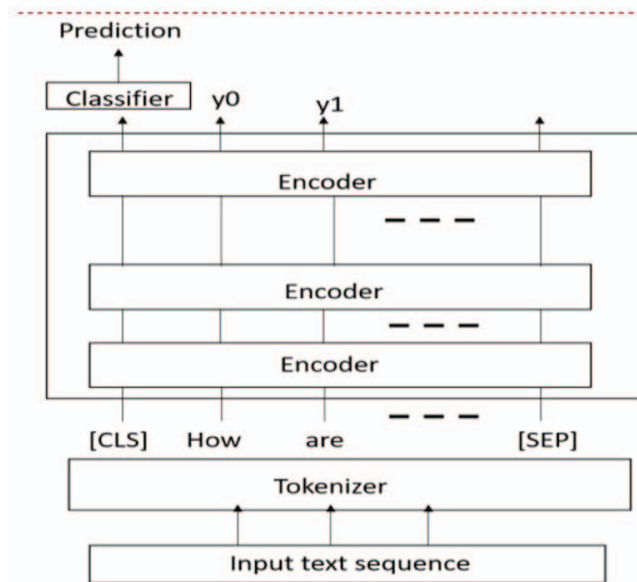 Prediction
Classifier y0 y1
Encoder
Encoder
Encoder
[CLS] How are [SEP]
Tokenizer
Input text sequence